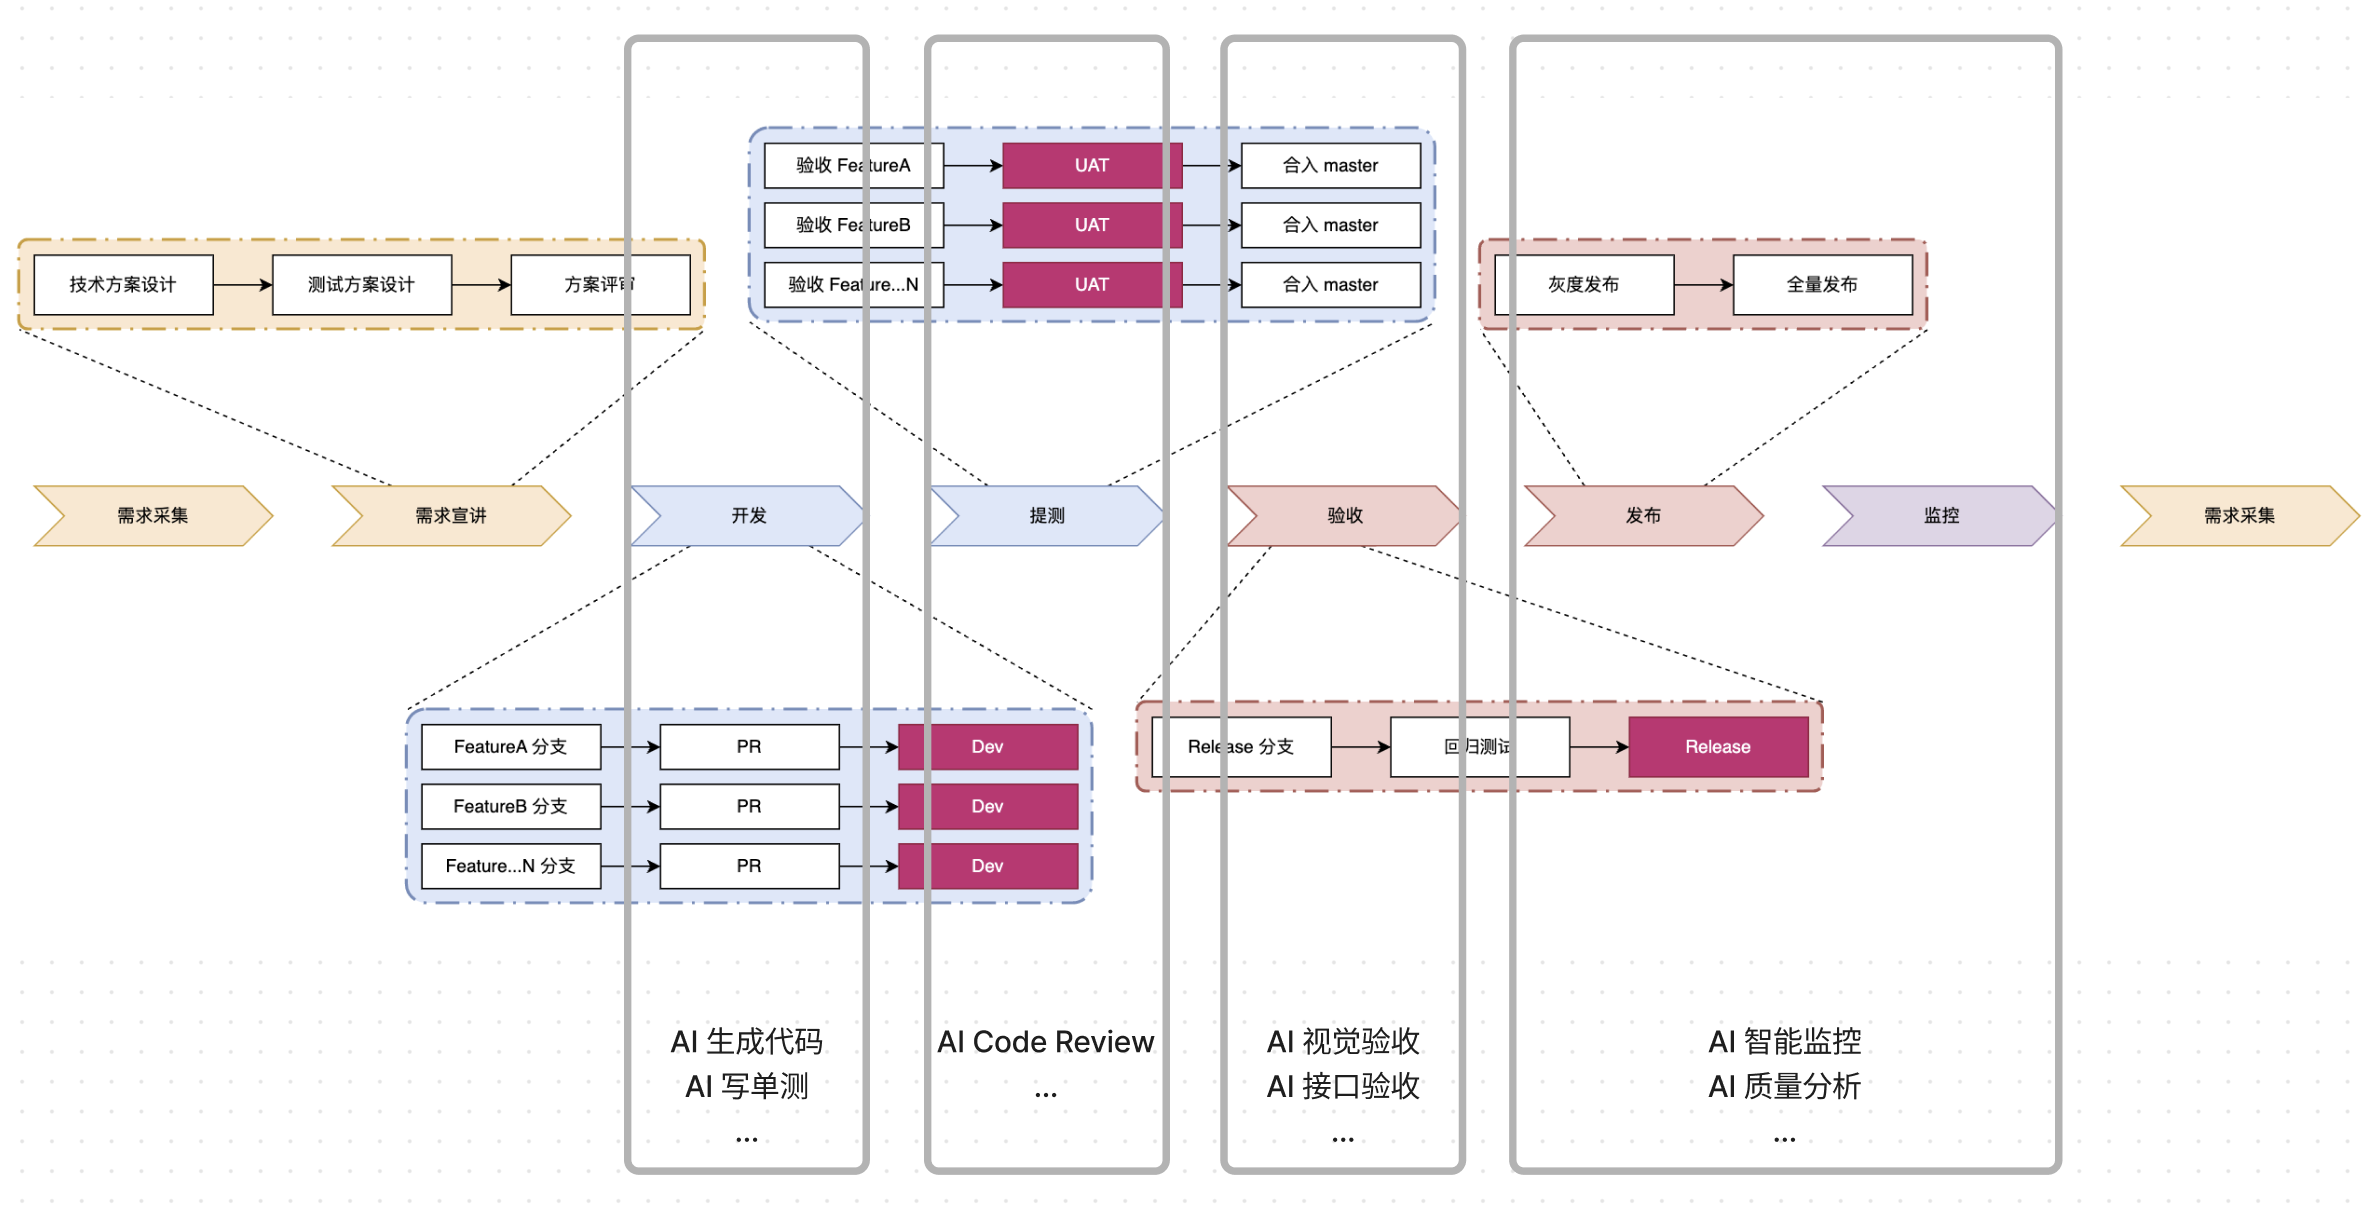 验收 FeatureA
UAT
合入 master
验收 FeatureB
UAT
合入 master
验收 Feature...N
UAT
合入 master
技术方案设计
测试方案设计
方案评审
灰度发布
全量发布
需求采集
需求宣讲
开发
提测
验收
发布
监控
需求采集
FeatureA 分支
PR
Dev
FeatureB 分支
PR
Dev
Feature...N 分支
PR
Dev
Release 分支
回归测试
Release
AI 生成代码
AI 写单测
...
AI Code Review
...
AI 视觉验收
AI 接口验收
...
AI 智能监控
AI 质量分析
...